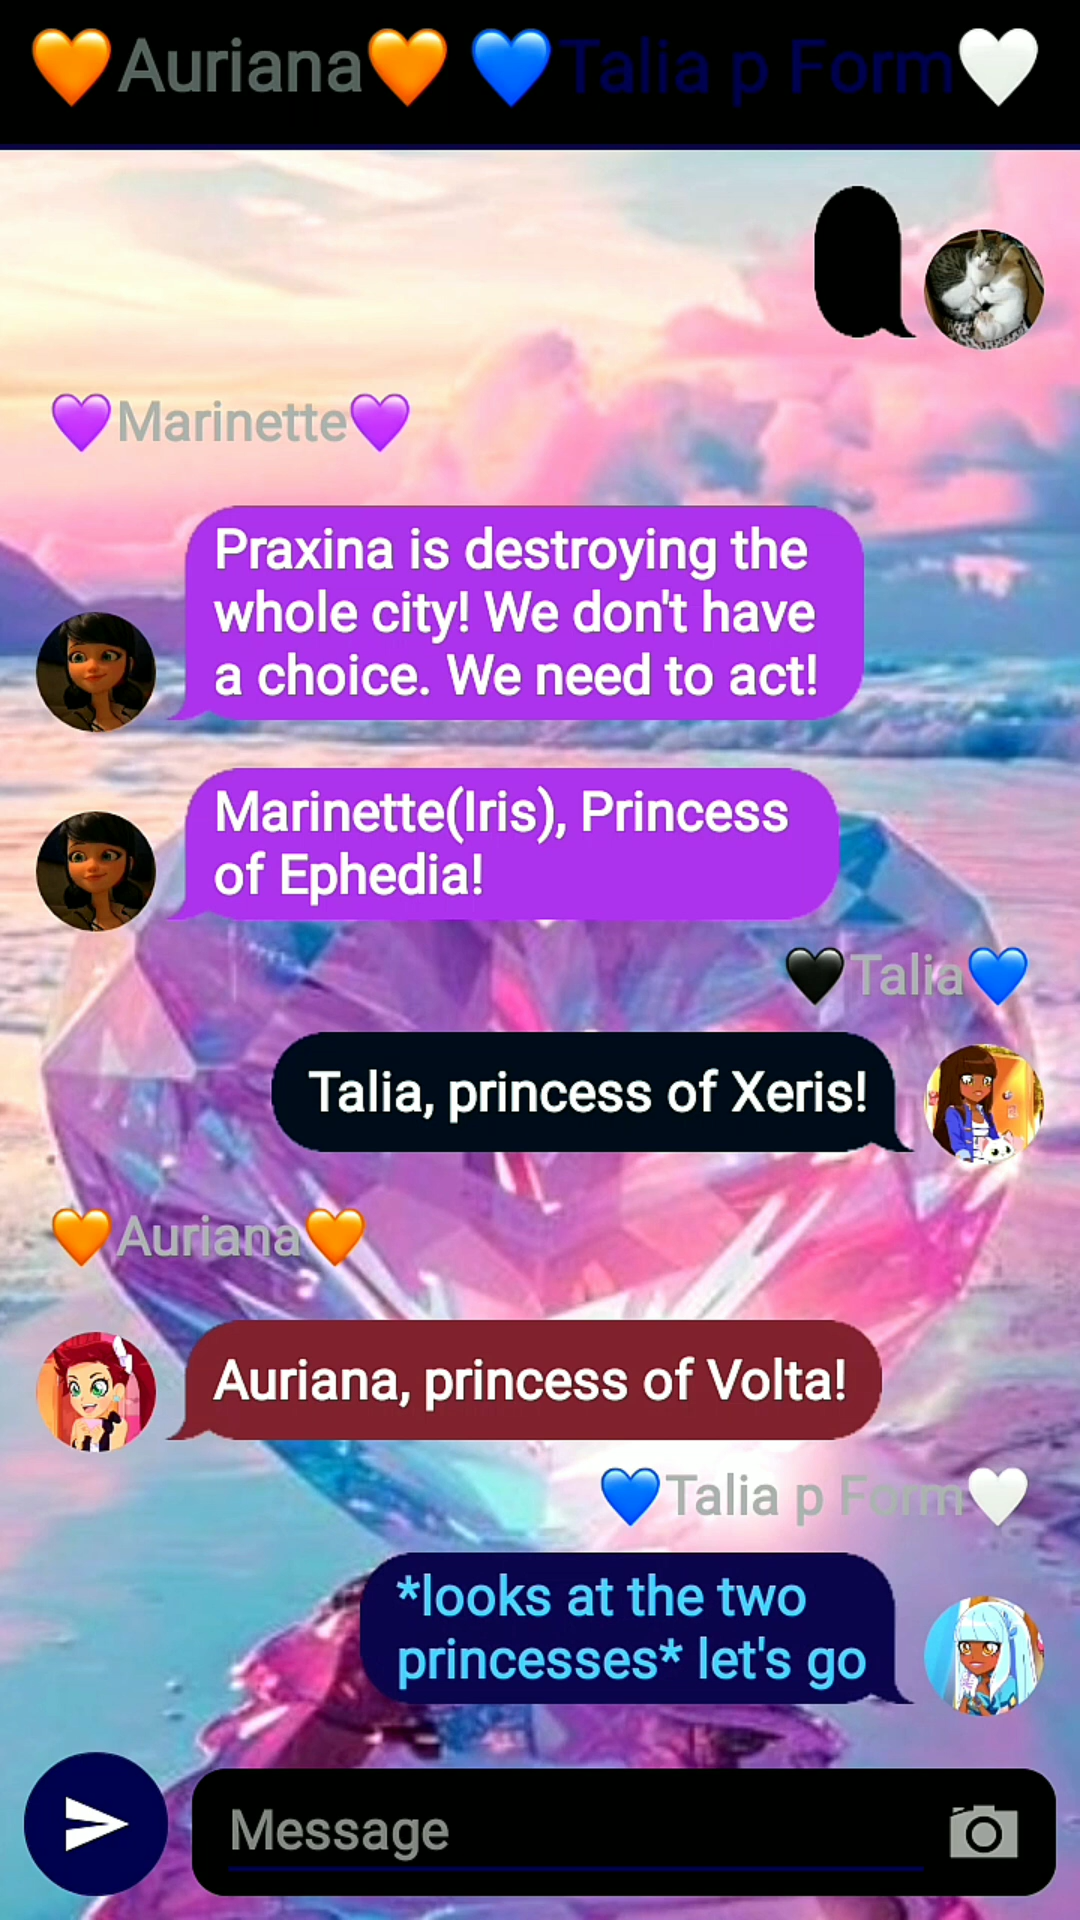 🧡Auriana🧡 💙Talia p Form🤍
💜Marinette💜
Praxina is destroying the
whole city! We don't have
a choice. We need to act!
Marinette(Iris), Princess
of Ephedia!
🖤Talia💙
Talia, princess of Xeris!
🧡Auriana🧡
Auriana, princess of Volta!
💙Talia p Form🤍
*looks at the two
princesses* let's go
Message